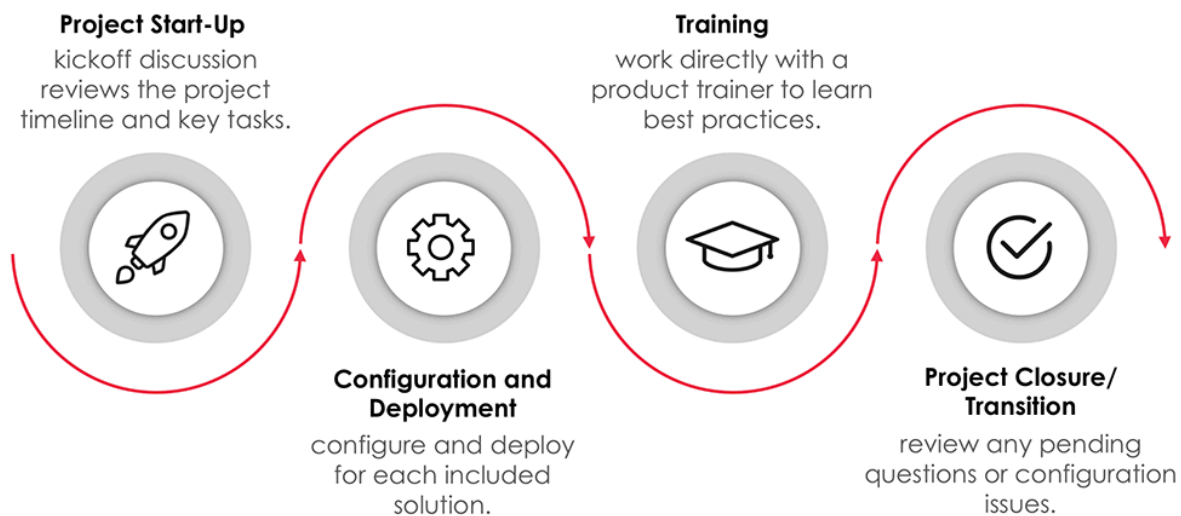 Project Start-Up
kickoff discussion
reviews the project
timeline and key tasks.
Configuration and
Deployment
configure and deploy
for each included
solution.
Training
work directly with a
product trainer to learn
best practices.
Project Closure/
Transition
review any pending
questions or configuration
issues.